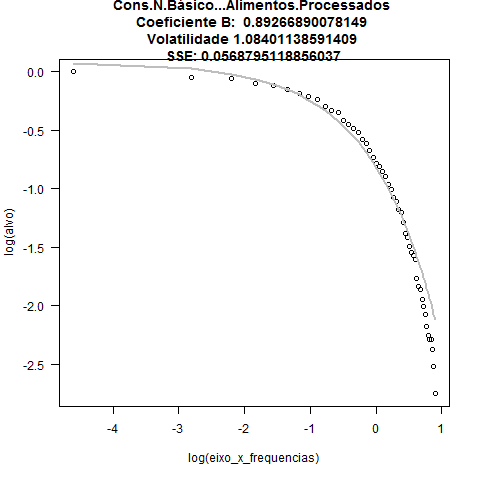 Cons.N.Básico...Alimentos.Processados
Coeficiente B:  0.89266890078149
Volatilidade 1.08401138591409
SSE: 0.0568795118856037
0.0
-0.5
-1.0
-1.5
-2.0
-2.5
log(alvo)
-4 -3 -2 -1 0 1
log(eixo_x_frequencias)